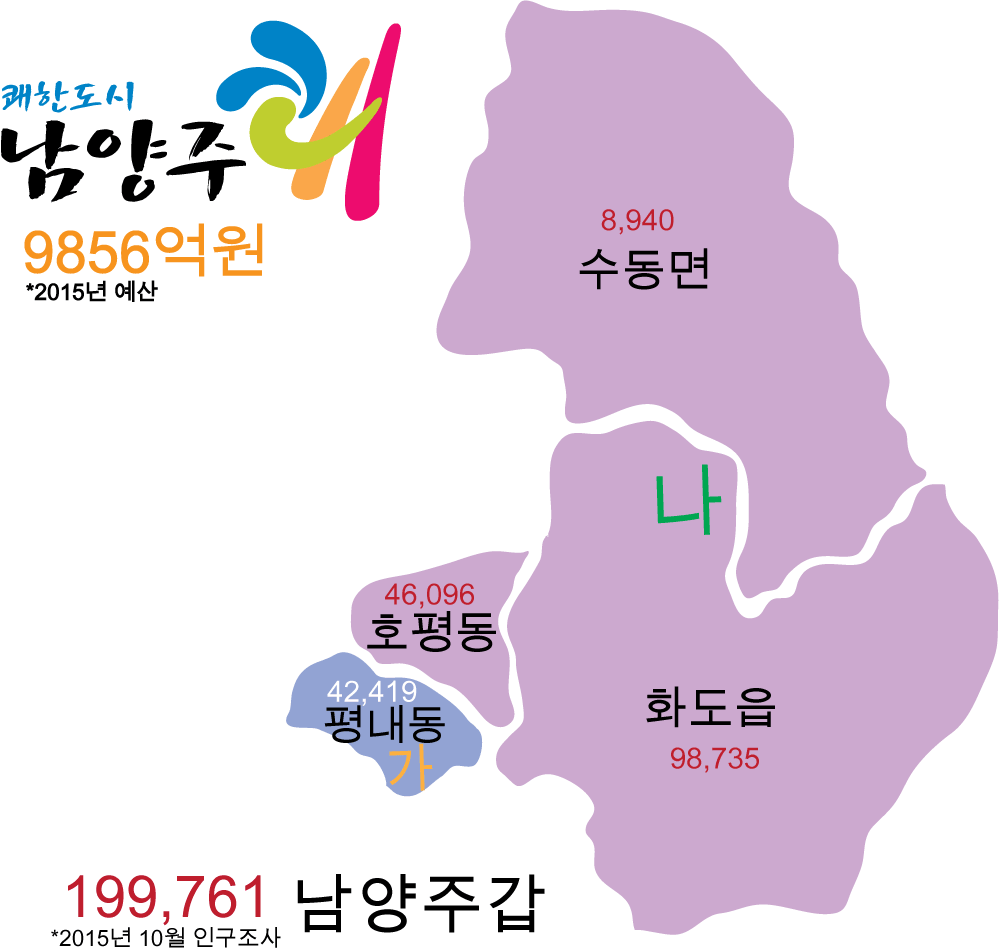 쾌한도시
남양주
9856억원
*2015년 예산
8,940
수동면
나
46,096
호평동
42,419
평내동
가
화도읍
98,735
199,761 남양주갑
*2015년 10월 인구조사